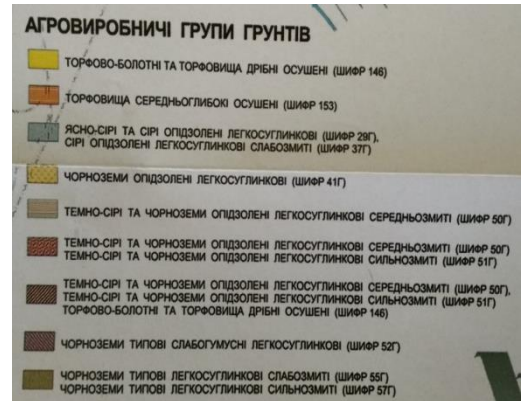 АГРОВИРОБНИЧІ ГРУПИ ГРУНТІВ
ТОРФОВО-БОЛОТНІ ТА ТОРФОВИЩА ДРІБНІ ОСУШЕНІ (ШИФР 146)
ТОРФОВИЩА СЕРЕДНЬОГЛИБОКІ ОСУШЕНІ (ШИФР 153)
ЯСНО-СІРІ ТА СІРІ ОПІДЗОЛЕНІ ЛЕГКОСУГЛИНКОВІ (ШИФР 29Г),
СІРІ ОПІДЗОЛЕНІ ЛЕГКОСУГЛИНКОВІ СЛАБОЗМИТІ (ШИФР 37Г)
ЧОРНОЗЕМИ ОПІДЗОЛЕНІ ЛЕГКОСУГЛИНКОВІ (ШИФР 41Г)
ТЕМНО-СІРІ ТА ЧОРНОЗЕМИ ОПІДЗОЛЕНІ ЛЕГКОСУГЛИНКОВІ СЕРЕДНЬОЗМИТІ (ШИФР 50Г)
ТЕМНО-СІРІ ТА ЧОРНОЗЕМИ ОПІДЗОЛЕНІ ЛЕГКОСУГЛИНКОВІ СЕРЕДНЬОЗМИТІ (ШИФР 50Г)
ТЕМНО-СІРІ ТА ЧОРНОЗЕМИ ОПІДЗОЛЕНІ ЛЕГКОСУГЛИНКОВІ СИЛЬНОЗМИТІ (ШИФР 51Г)
ТЕМНО-СІРІ ТА ЧОРНОЗЕМИ ОПІДЗОЛЕНІ ЛЕГКОСУГЛИНКОВІ СЕРЕДНЬОЗМИТІ (ШИФР 50Г),
ТЕМНО-СІРІ ТА ЧОРНОЗЕМИ ОПІДЗОЛЕНІ ЛЕГКОСУГЛИНКОВІ СИЛЬНОЗМИТІ (ШИФР 51Г)
ТОРФОВО-БОЛОТНІ ТА ТОРФОВИЩА ДРІБНІ ОСУШЕНІ (ШИФР 146)
ЧОРНОЗЕМИ ТИПОВІ СЛАБОГУМУСНІ ЛЕГКОСУГЛИНКОВІ (ШИФР 52Г)
ЧОРНОЗЕМИ ТИПОВІ ЛЕГКОСУГЛИНКОВІ СЛАБОЗМИТІ (ШИФР 55Г)
ЧОРНОЗЕМИ ТИПОВІ ЛЕГКОСУГЛИНКОВІ СИЛЬНОЗМИТІ (ШИФР 57Г)